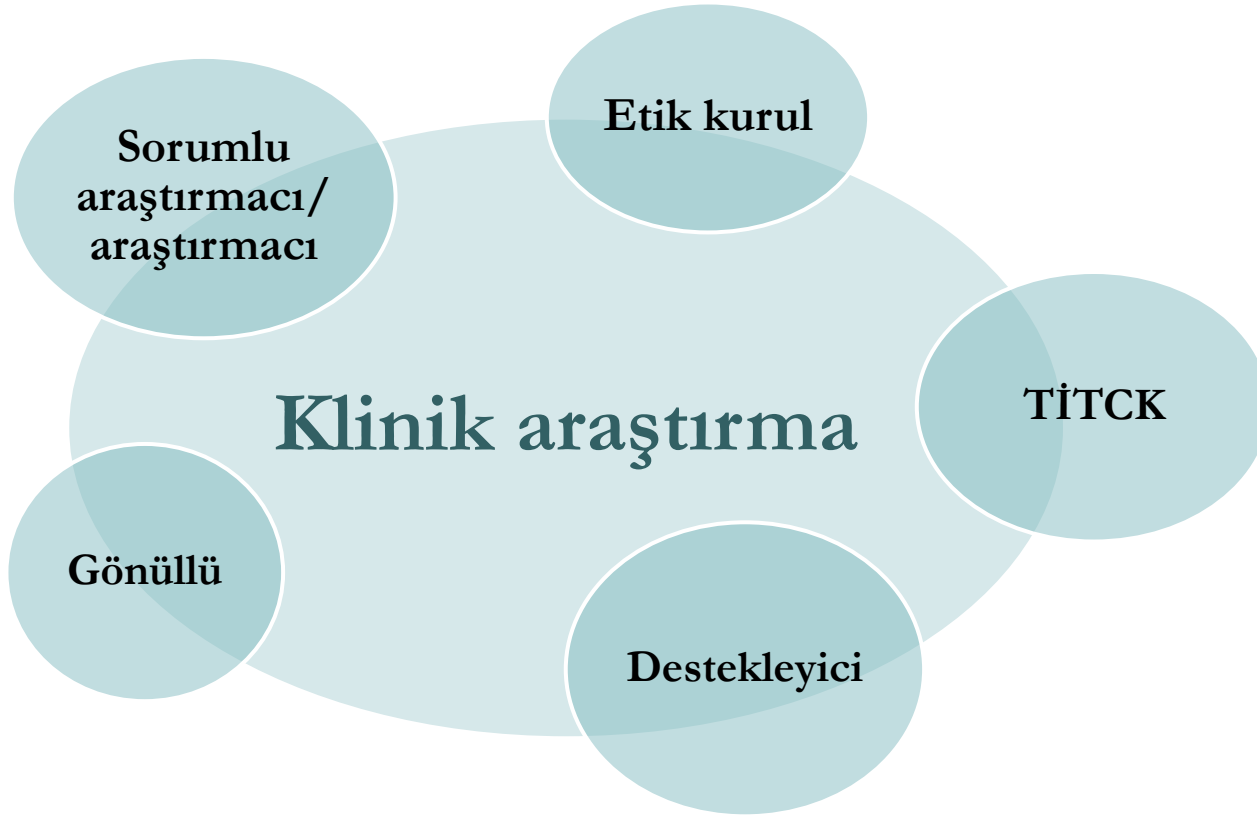 Etik kurul
Sorumlu
araştırmacı/
araştırmacı
TİTCK
Klinik araştırma
Gönüllü
Destekleyici